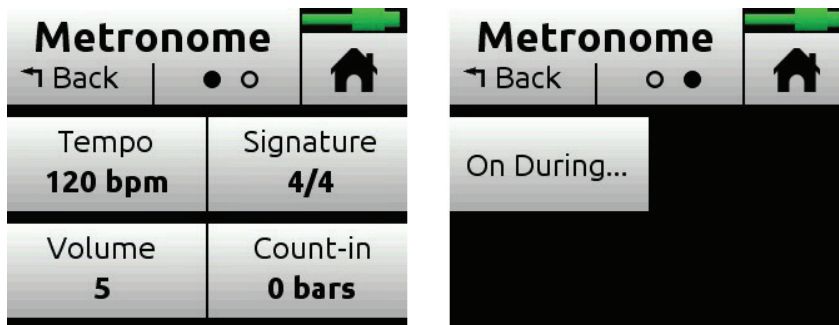 Metronome
Back
Tempo
120 bpm
Signature
4/4
Volume
5
Count-in
0 bars
Metronome
Back
On During...